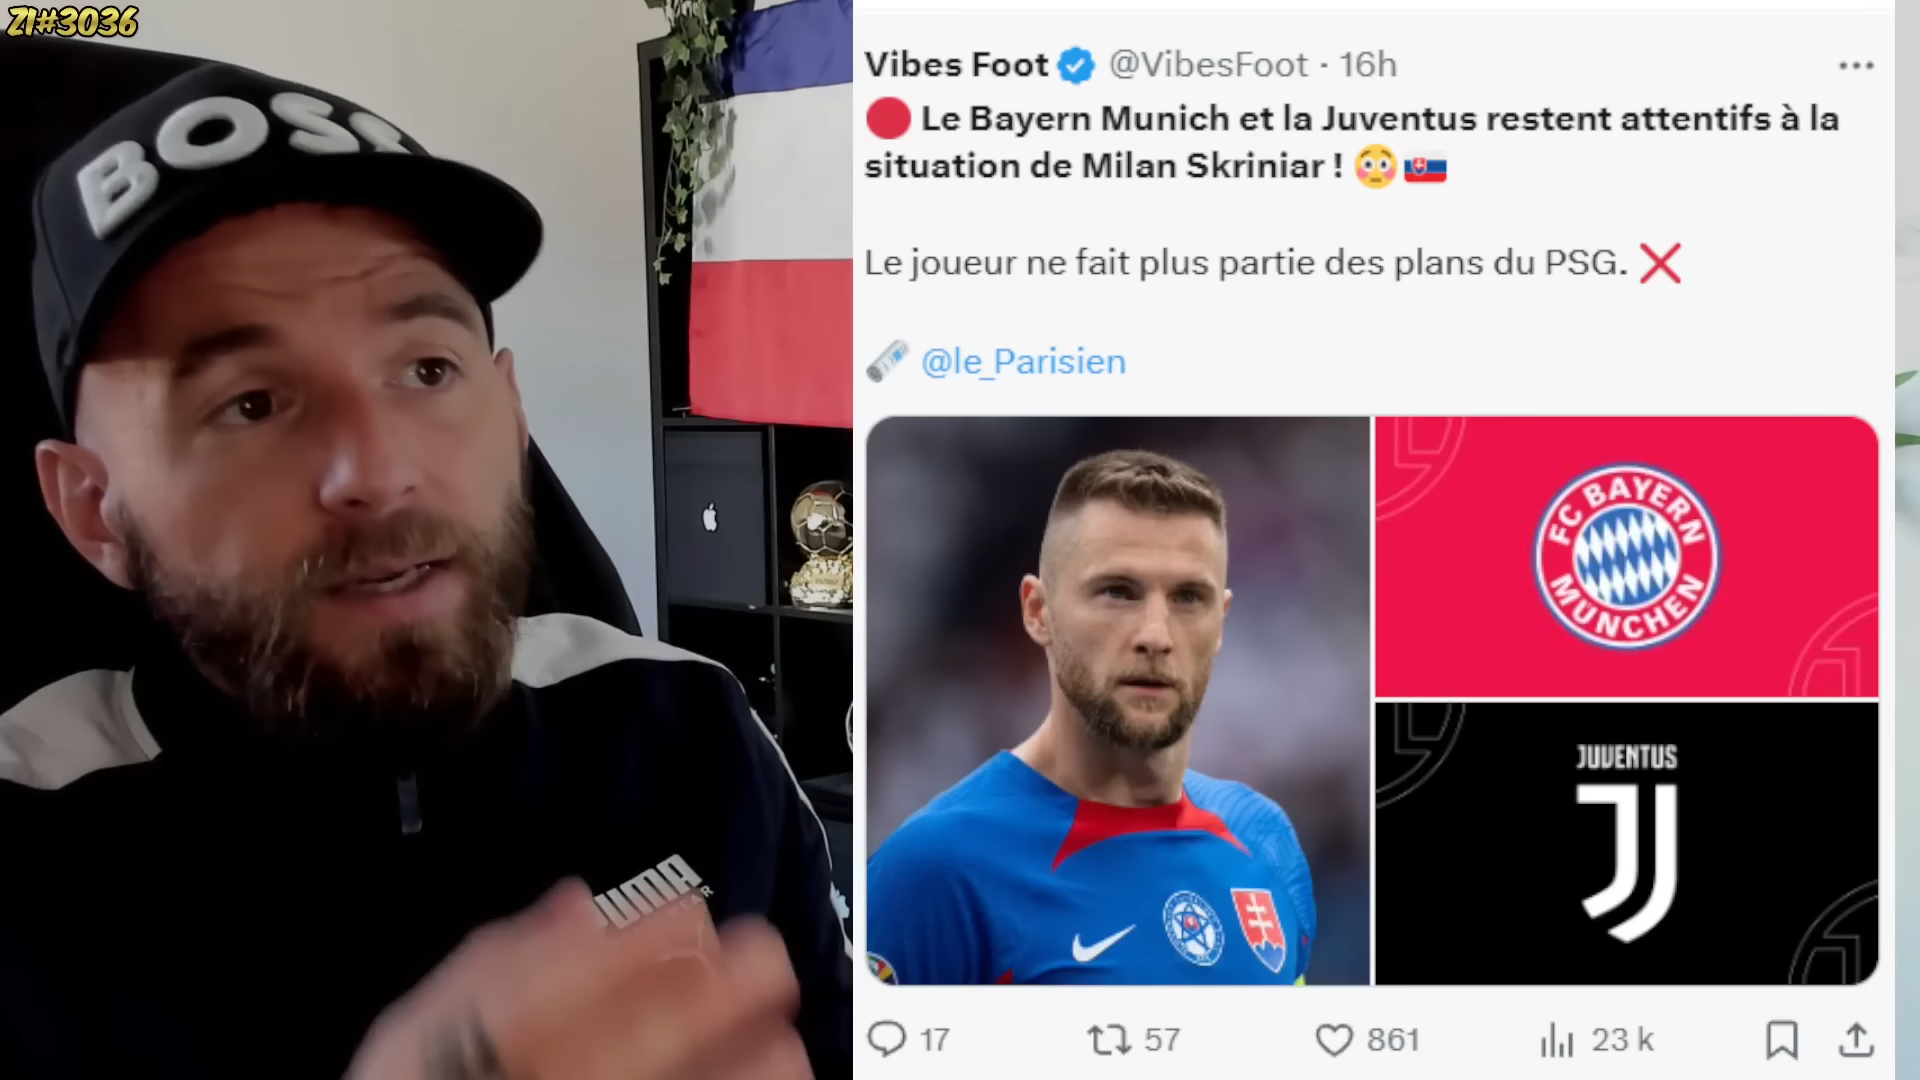 ZI#3036
BOSS
UMA
Vibes Foot @VibesFoot · 16h
Le Bayern Munich et la Juventus restent attentifs à la
situation de Milan Skriniar !
Le joueur ne fait plus partie des plans du PSG.
@le_Parisien
FC BAYERN
MÜNCHEN
JUVENTUS
17 57 861 23 k